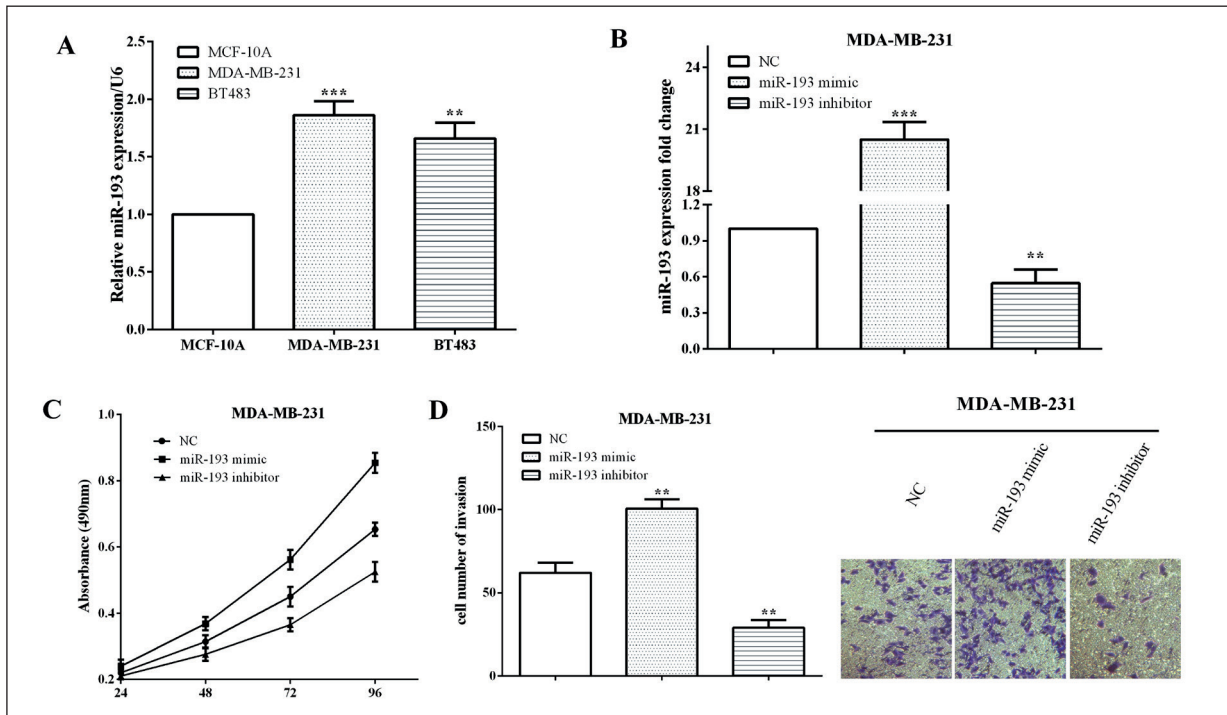 A
Relative miR-193 expression/U6
2.5
2.0
1.5
1.0
0.5
0.0
MCF-10A
MDA-MB-231
BT483
***
**
MCF-10A
MDA-MB-231
BT483
B
MDA-MB-231
miR-193 expression fold change
24
21
18
1.2
0.9
0.6
0.3
0.0
NC
miR-193 mimic
miR-193 inhibitor
***
**
C
MDA-MB-231
Absorbance (490nm)
1.0
0.8
0.6
0.4
0.2
NC
miR-193 mimic
miR-193 inhibitor
24
48
72
96
D
MDA-MB-231
cell number of invasion
150
100
50
0
NC
miR-193 mimic
miR-193 inhibitor
**
**
MDA-MB-231
NC
miR-193 mimic
miR-193 inhibitor